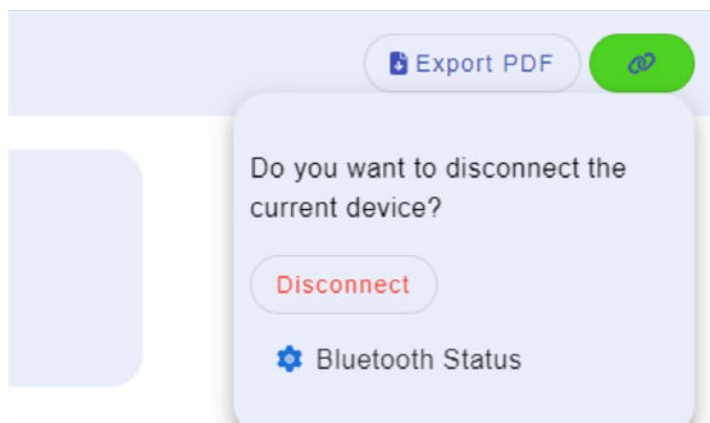 Export PDF
Do you want to disconnect the
current device?
Disconnect
Bluetooth Status